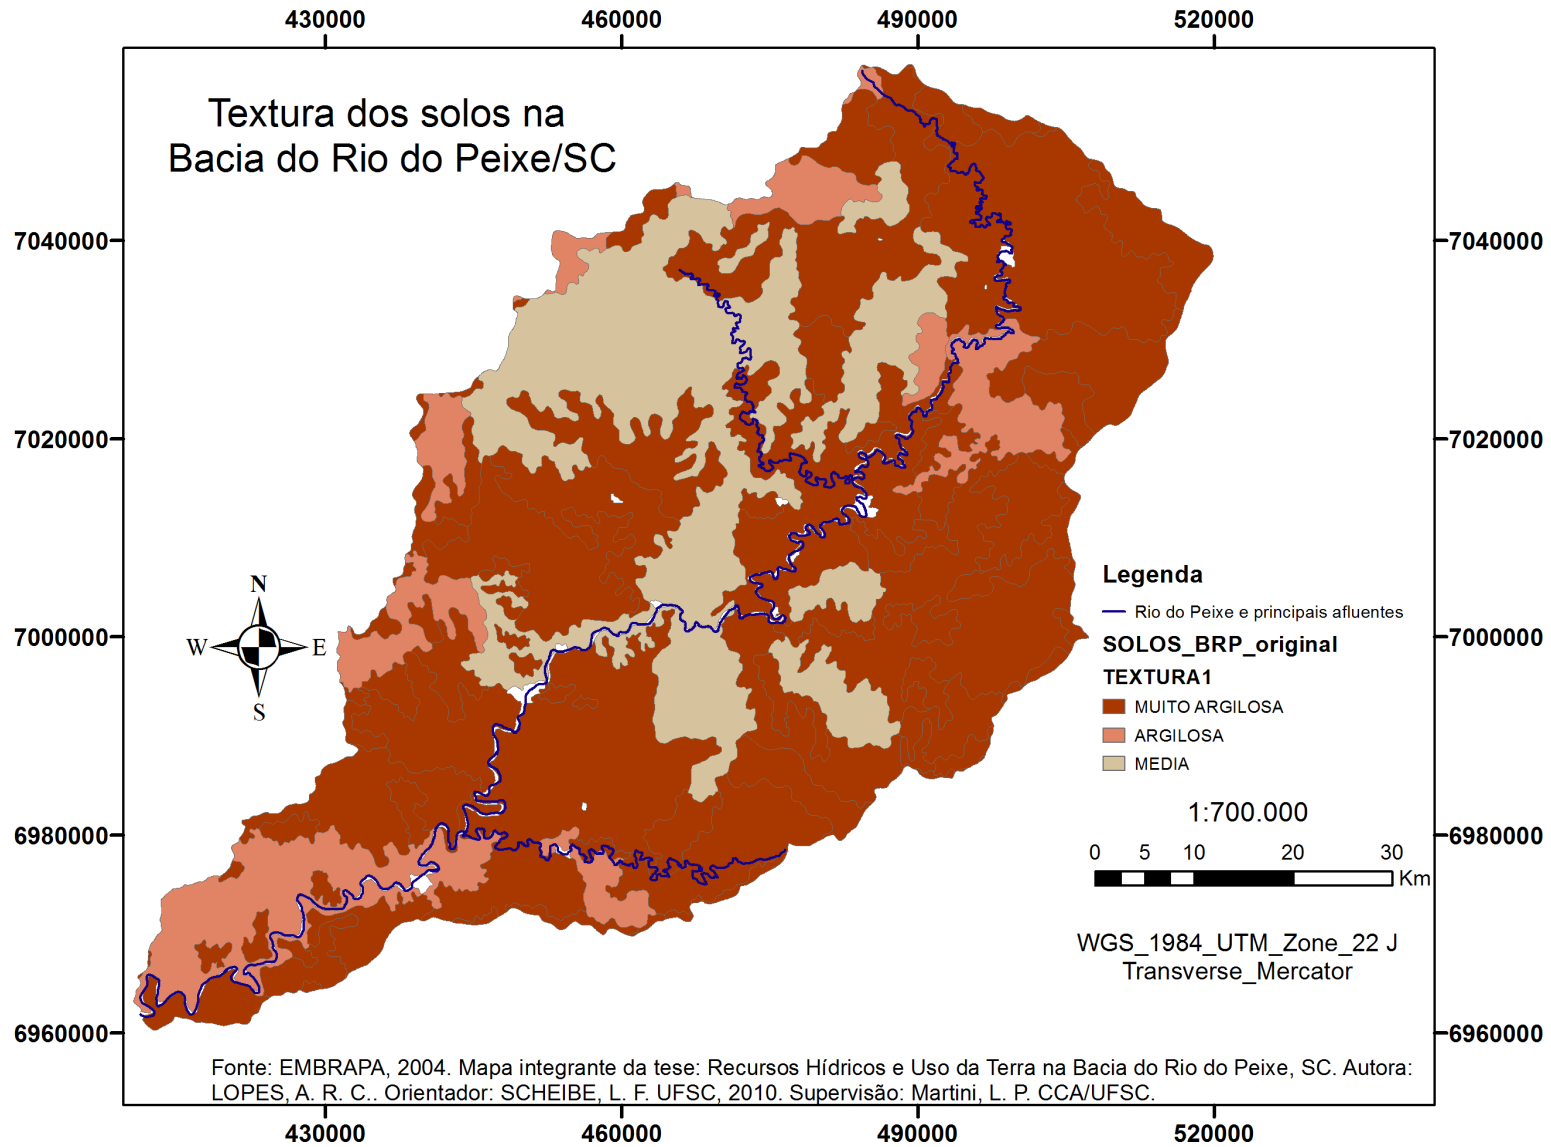 430000 460000 490000 520000
Textura dos solos na
Bacia do Rio do Peixe/SC
7040000 7040000
7020000 7020000
7000000 7000000
6980000 6980000
6960000 6960000
N
W E
S
Legenda
Rio do Peixe e principais afluentes
SOLOS_BRP_original
TEXTURA1
MUITO ARGILOSA
ARGILOSA
MEDIA
1:700.000
0 5 10 20 30
Km
WGS_1984_UTM_Zone_22 J
Transverse_Mercator
Fonte: EMBRAPA, 2004. Mapa integrante da tese: Recursos Hídricos e Uso da Terra na Bacia do Rio do Peixe, SC. Autora:
LOPES, A. R. C.. Orientador: SCHEIBE, L. F. UFSC, 2010. Supervisão: Martini, L. P. CCA/UFSC.
430000 460000 490000 520000